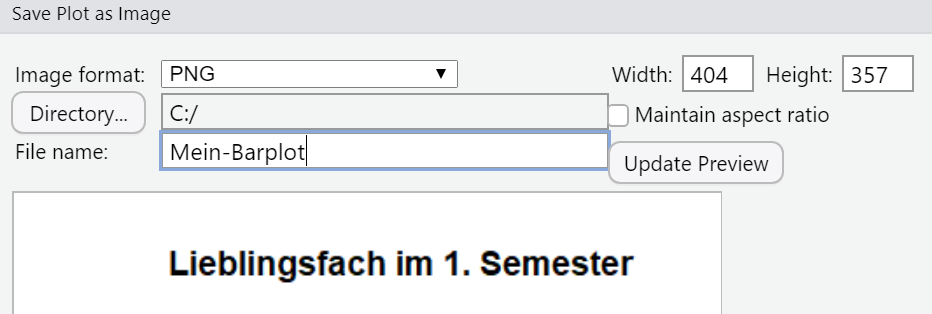 Save Plot as Image
Image format: PNG Width: 404 Height: 357
Directory... C:/ Maintain aspect ratio
File name: Mein-Barplot Update Preview
Lieblingsfach im 1. Semester